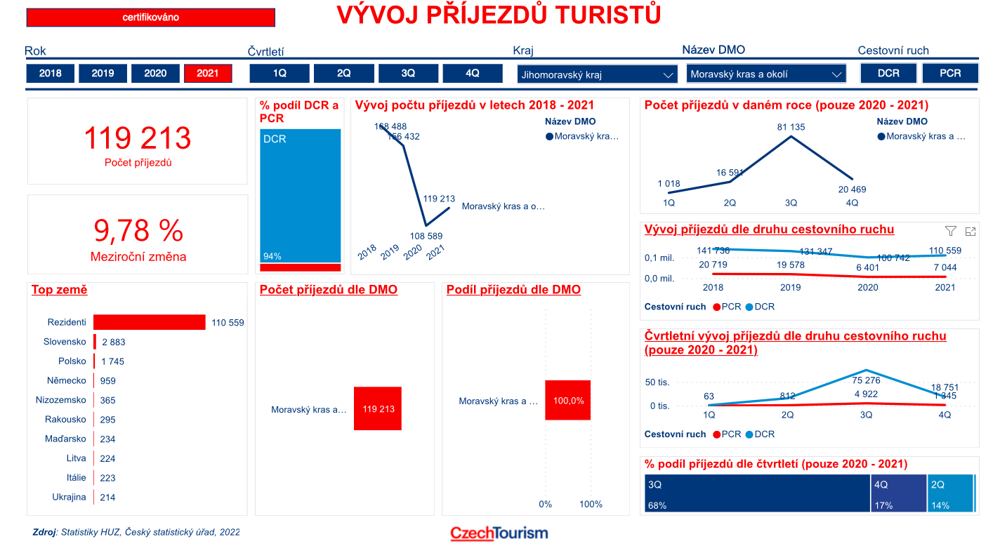 certifikováno
VÝVOJ PŘÍJEZDŮ TURISTŮ
Rok
Čvrtletí
Kraj
Název DMO
Cestovní ruch
2018
2019
2020
2021
1Q
2Q
3Q
4Q
Jihomoravský kraj
Moravský kras a okolí
DCR
PCR
119 213
Počet příjezdů
9,78 %
Meziroční změna
% podíl DCR a
PCR
DCR
94%
Vývoj počtu příjezdů v letech 2018 - 2021
168 488
156 432
119 213
108 589
Název DMO
Moravský kra…
Moravský kras a o…
2018
2019
2020
2021
Počet příjezdů v daném roce (pouze 2020 - 2021)
1 018
16 591
81 135
20 469
1Q
2Q
3Q
4Q
Název DMO
Moravský kras a …
Vývoj příjezdů dle druhu cestovního ruchu
0,1 mil.
0,0 mil.
141 736
131 347
100 742
110 559
20 719
19 578
6 401
7 044
2018
2019
2020
2021
Cestovní ruch
PCR
DCR
Top země
Rezidenti 110 559
Slovensko 2 883
Polsko 1 745
Německo 959
Nizozemsko 365
Rakousko 295
Maďarsko 234
Litva 224
Itálie 223
Ukrajina 214
Počet příjezdů dle DMO
Moravský kras a… 119 213
Podíl příjezdů dle DMO
Moravský kras a … 100,0%
0%
100%
Čvrtletní vývoj příjezdů dle druhu cestovního ruchu
(pouze 2020 - 2021)
50 tis.
0 tis.
63
812
75 276
4 922
18 751
1 345
1Q
2Q
3Q
4Q
Cestovní ruch
PCR
DCR
% podíl příjezdů dle čtvrtletí (pouze 2020 - 2021)
3Q
68%
4Q
17%
2Q
14%
Zdroj: Statistiky HUZ, Český statistický úřad, 2022
CzechTourism